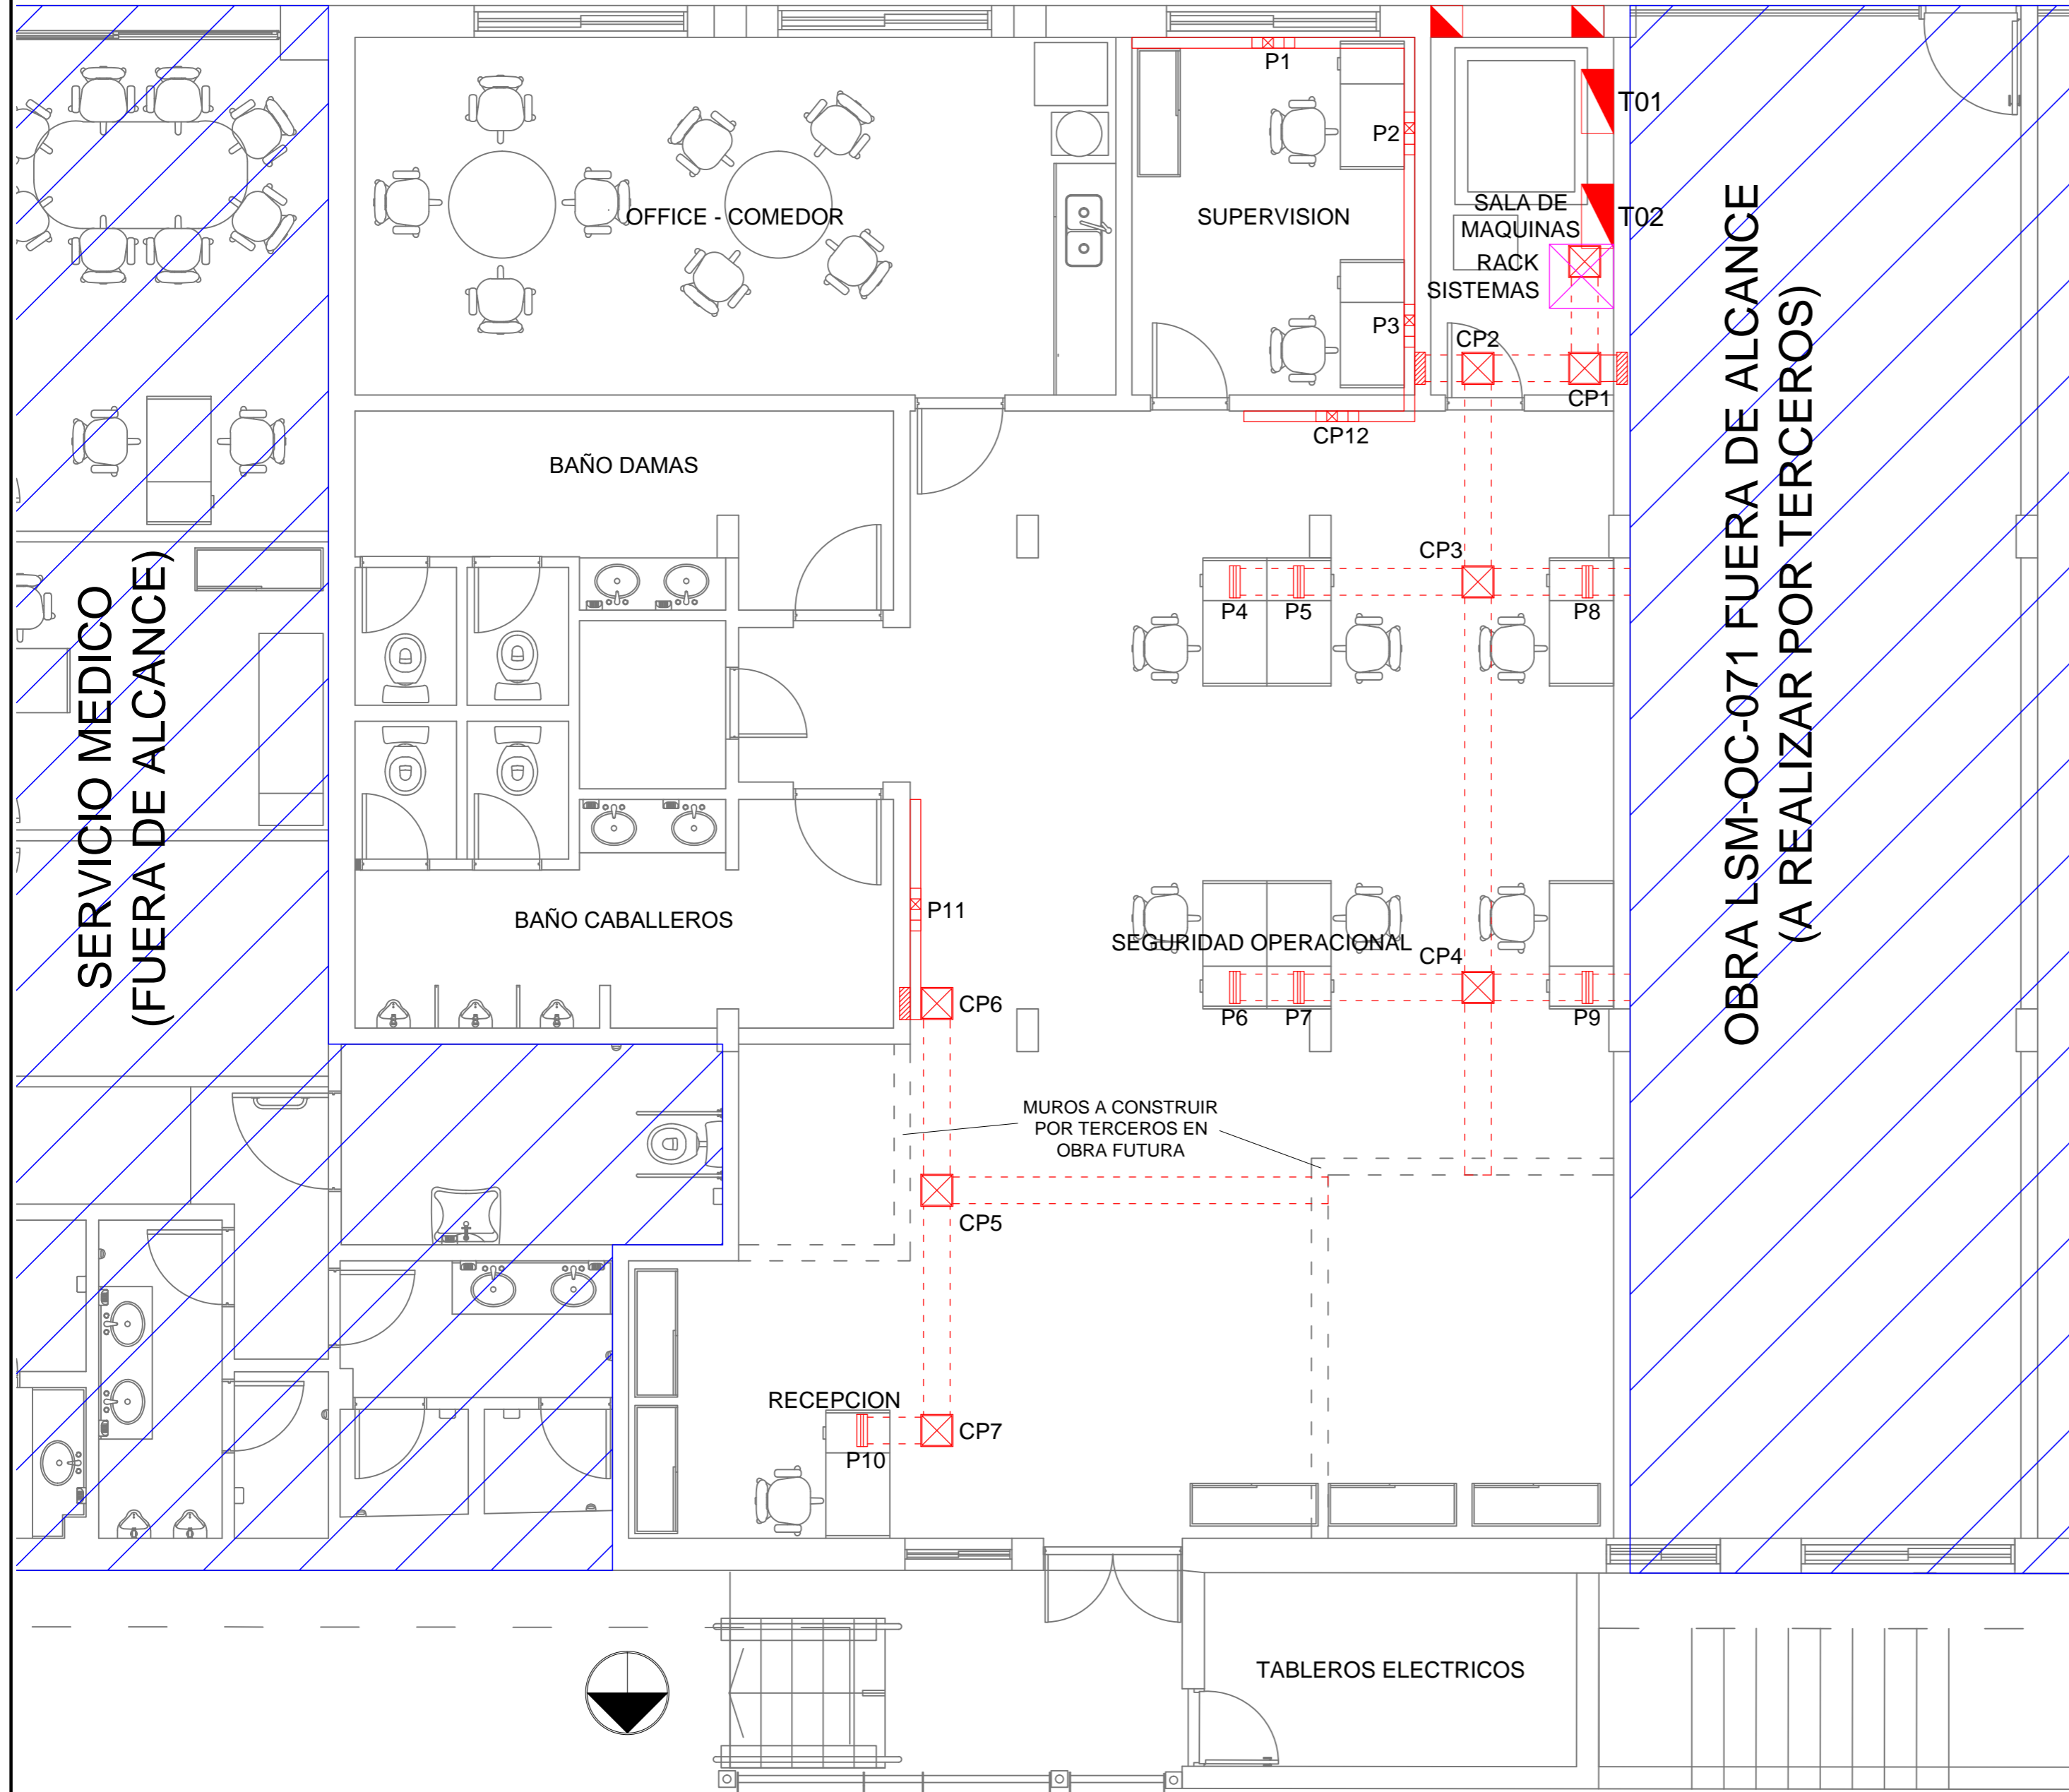 P1
T01
P2
OFFICE - COMEDOR
SUPERVISION
SALA DE
MAQUINAS
T02
RACK
SISTEMAS
P3
CP2
CP1
CP12
BAÑO DAMAS
CP3
P4
P5
P8
SERVICIO MEDICO
(FUERA DE ALCANCE)
OBRA LSM-OC-071 FUERA DE ALCANCE
(A REALIZAR POR TERCEROS)
P11
BAÑO CABALLEROS
SEGURIDAD OPERACIONAL
CP4
CP6
P6
P7
P9
MUROS A CONSTRUIR
POR TERCEROS EN
OBRA FUTURA
CP5
RECEPCION
CP7
P10
TABLEROS ELECTRICOS